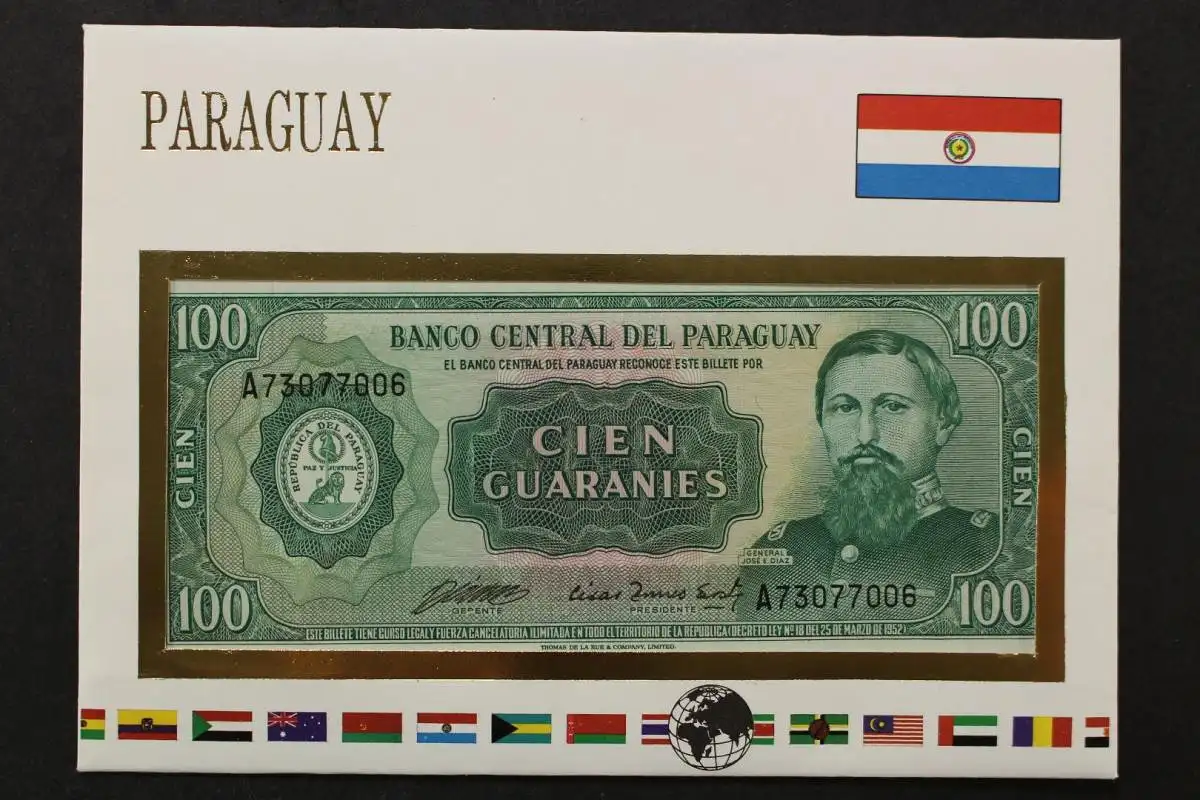 PARAGUAY
100
100
BANCO CENTRAL DEL PARAGUAY
EL BANCO CENTRAL DEL PARAGUAY RECONOCE ESTE BILLETE POR
A73077006
REPÚBLICA DEL PARAGUAY
PAZ Y JUSTICIA
CIEN
CIEN
GUARANIES
CIEN
GENERAL
JOSE E. DIAZ
100
GERENTE
PRESIDENTE
A73077006
100
ESTE BILLETE TIENE CURSO LEGAL Y FUERZA CANCELATORIA ILIMITADA EN TODO EL TERRITORIO DE LA REPUBLICA (DECRETO LEY Nº 18 DEL 25 DE MARZO DE 1952)
THOMAS DE LA RUE & COMPANY, LIMITED.